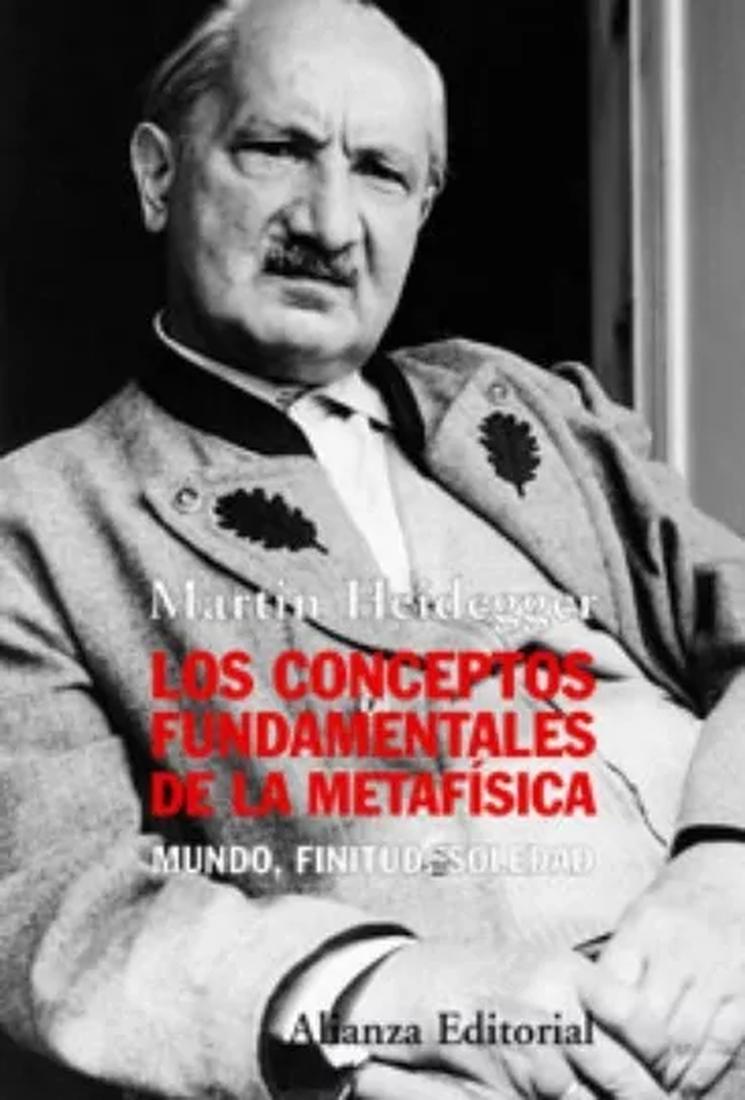 Martin Heidegger
LOS CONCEPTOS
FUNDAMENTALES
DE LA METAFÍSICA
MUNDO, FINITUD, SOLEDAD
Alianza Editorial